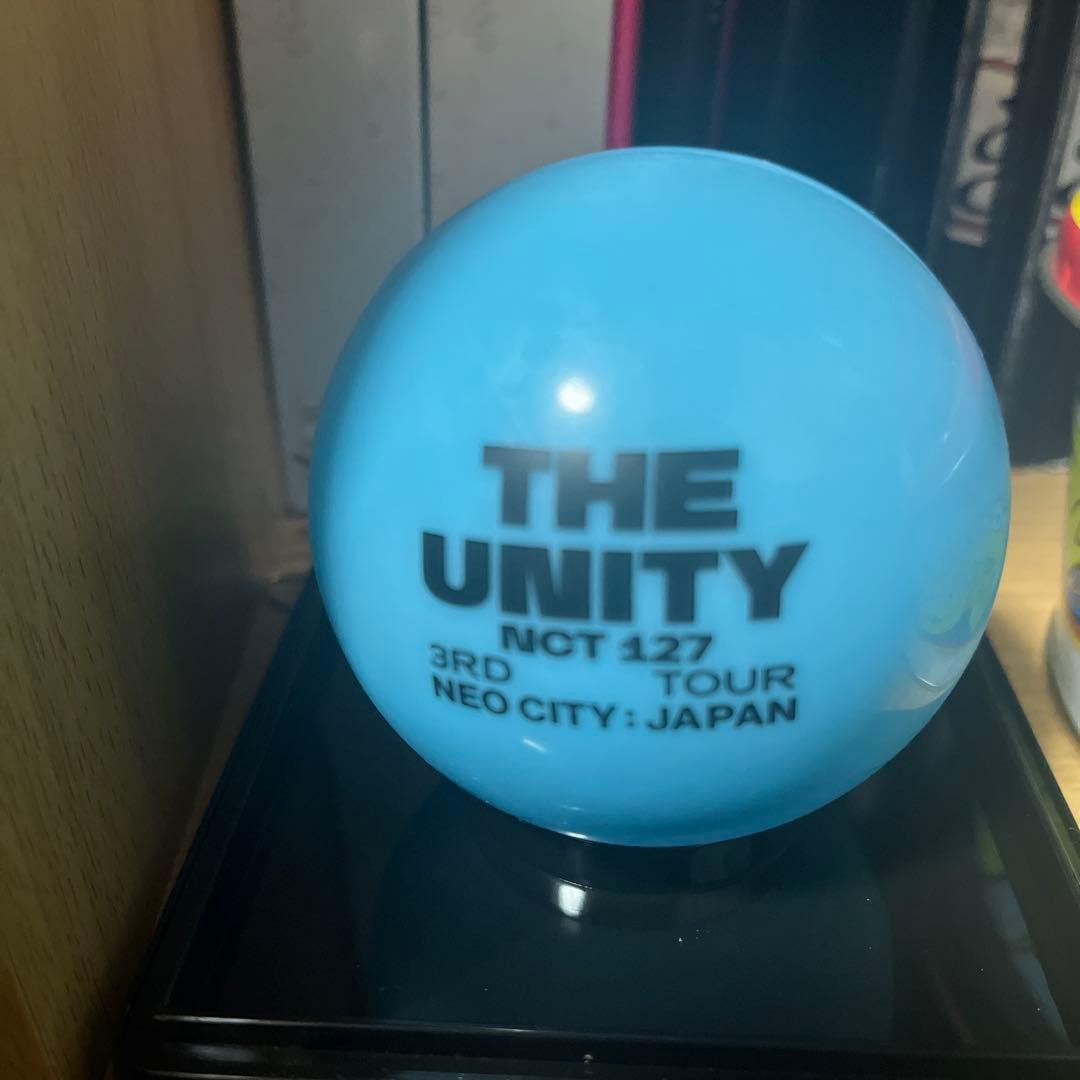 THE
UNITY
NCT 127
3RD TOUR
NEO CITY : JAPAN